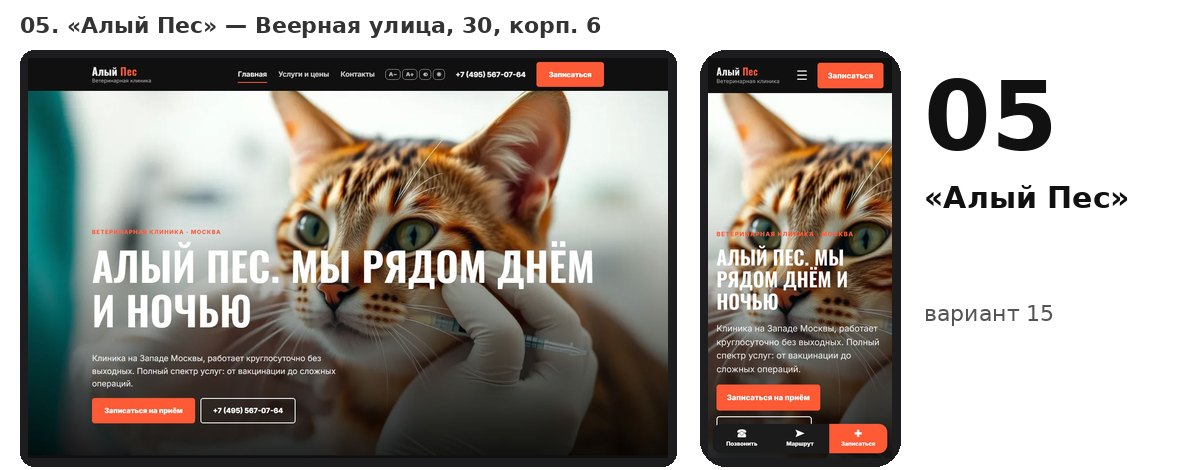 05. «Алый Пес» — Веерная улица, 30, корп. 6
Алый Пес
Ветеринарная клиника
Главная Услуги и цены Контакты A− A+ +7 (495) 567-07-64 Записаться
ВЕТЕРИНАРНАЯ КЛИНИКА · МОСКВА
АЛЫЙ ПЕС. МЫ РЯДОМ ДНЁМ
И НОЧЬЮ
Клиника на Западе Москвы, работает круглосуточно без
выходных. Полный спектр услуг: от вакцинации до сложных
операций.
Записаться на приём +7 (495) 567-07-64
Алый Пес
Ветеринарная клиника
Записаться
ВЕТЕРИНАРНАЯ КЛИНИКА · МОСКВА
АЛЫЙ ПЕС. МЫ
РЯДОМ ДНЁМ И
НОЧЬЮ
Клиника на Западе Москвы, работает
круглосуточно без выходных. Полный
спектр услуг: от вакцинации до
сложных операций.
Записаться на приём
Позвонить Маршрут Записаться
05
«Алый Пес»
вариант 15